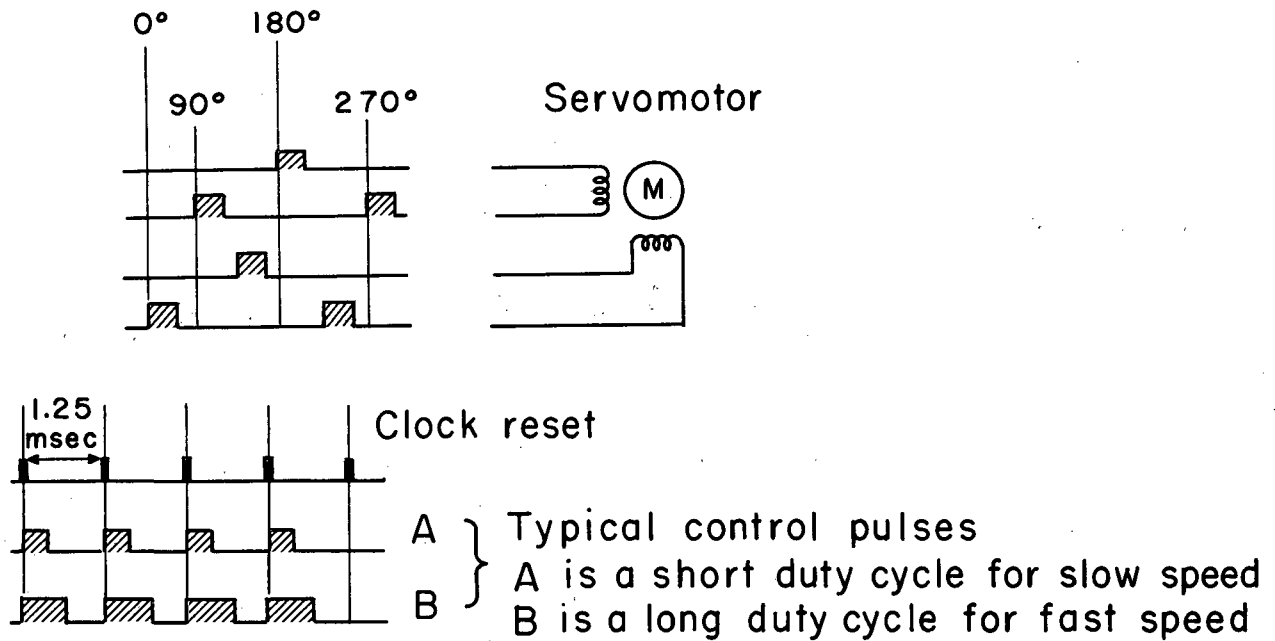 0° 180°
90° 270° Servomotor
M
1.25
msec
Clock reset
A Typical control pulses
A is a short duty cycle for slow speed
B B is a long duty cycle for fast speed